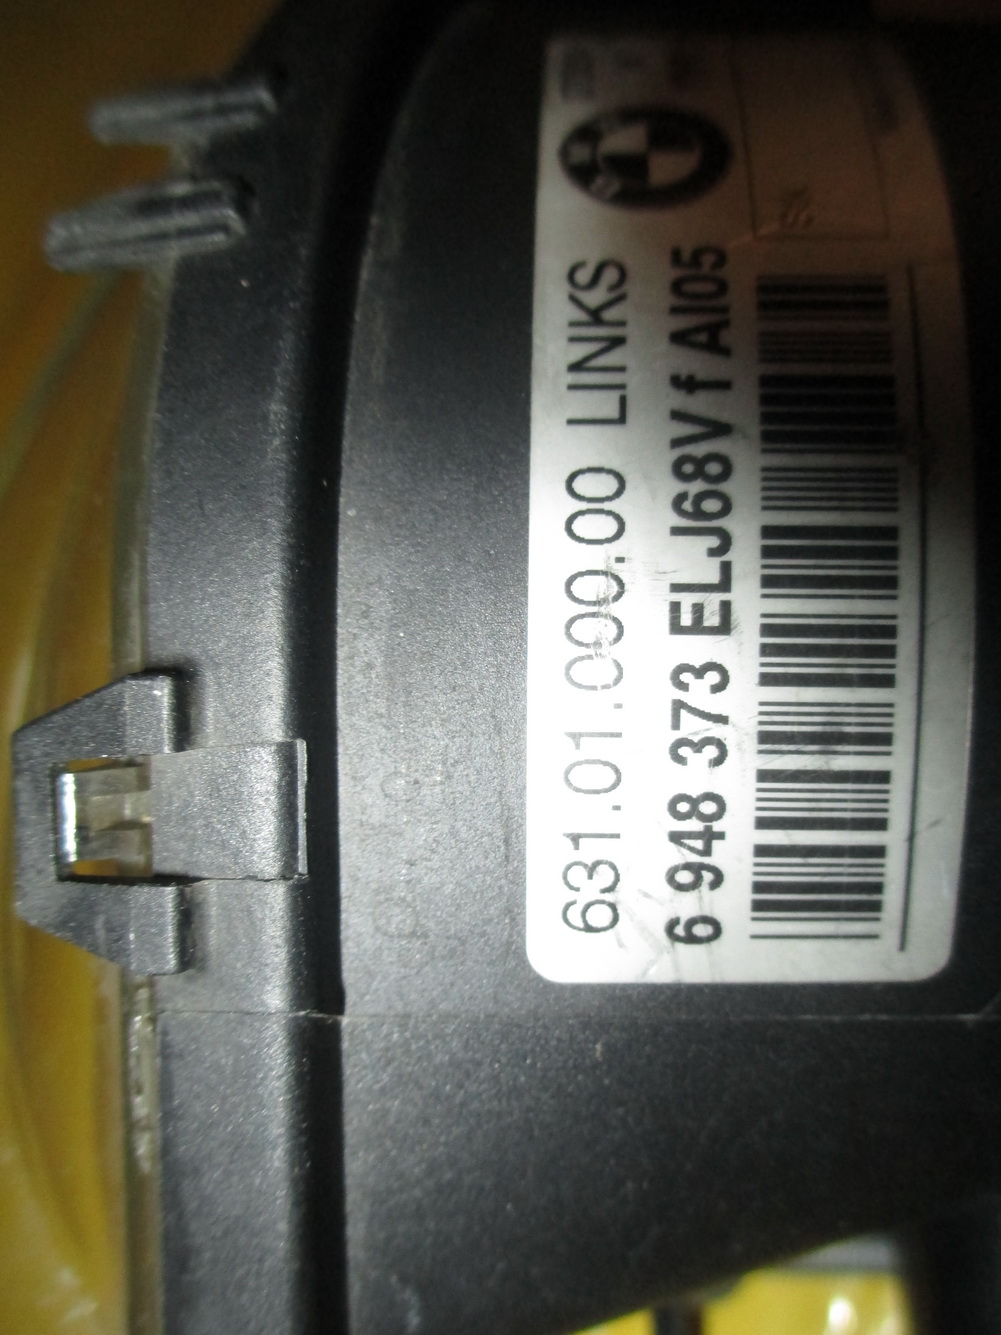 631.01.000.00 LINKS
6 948 373 ELJ68V f AI05